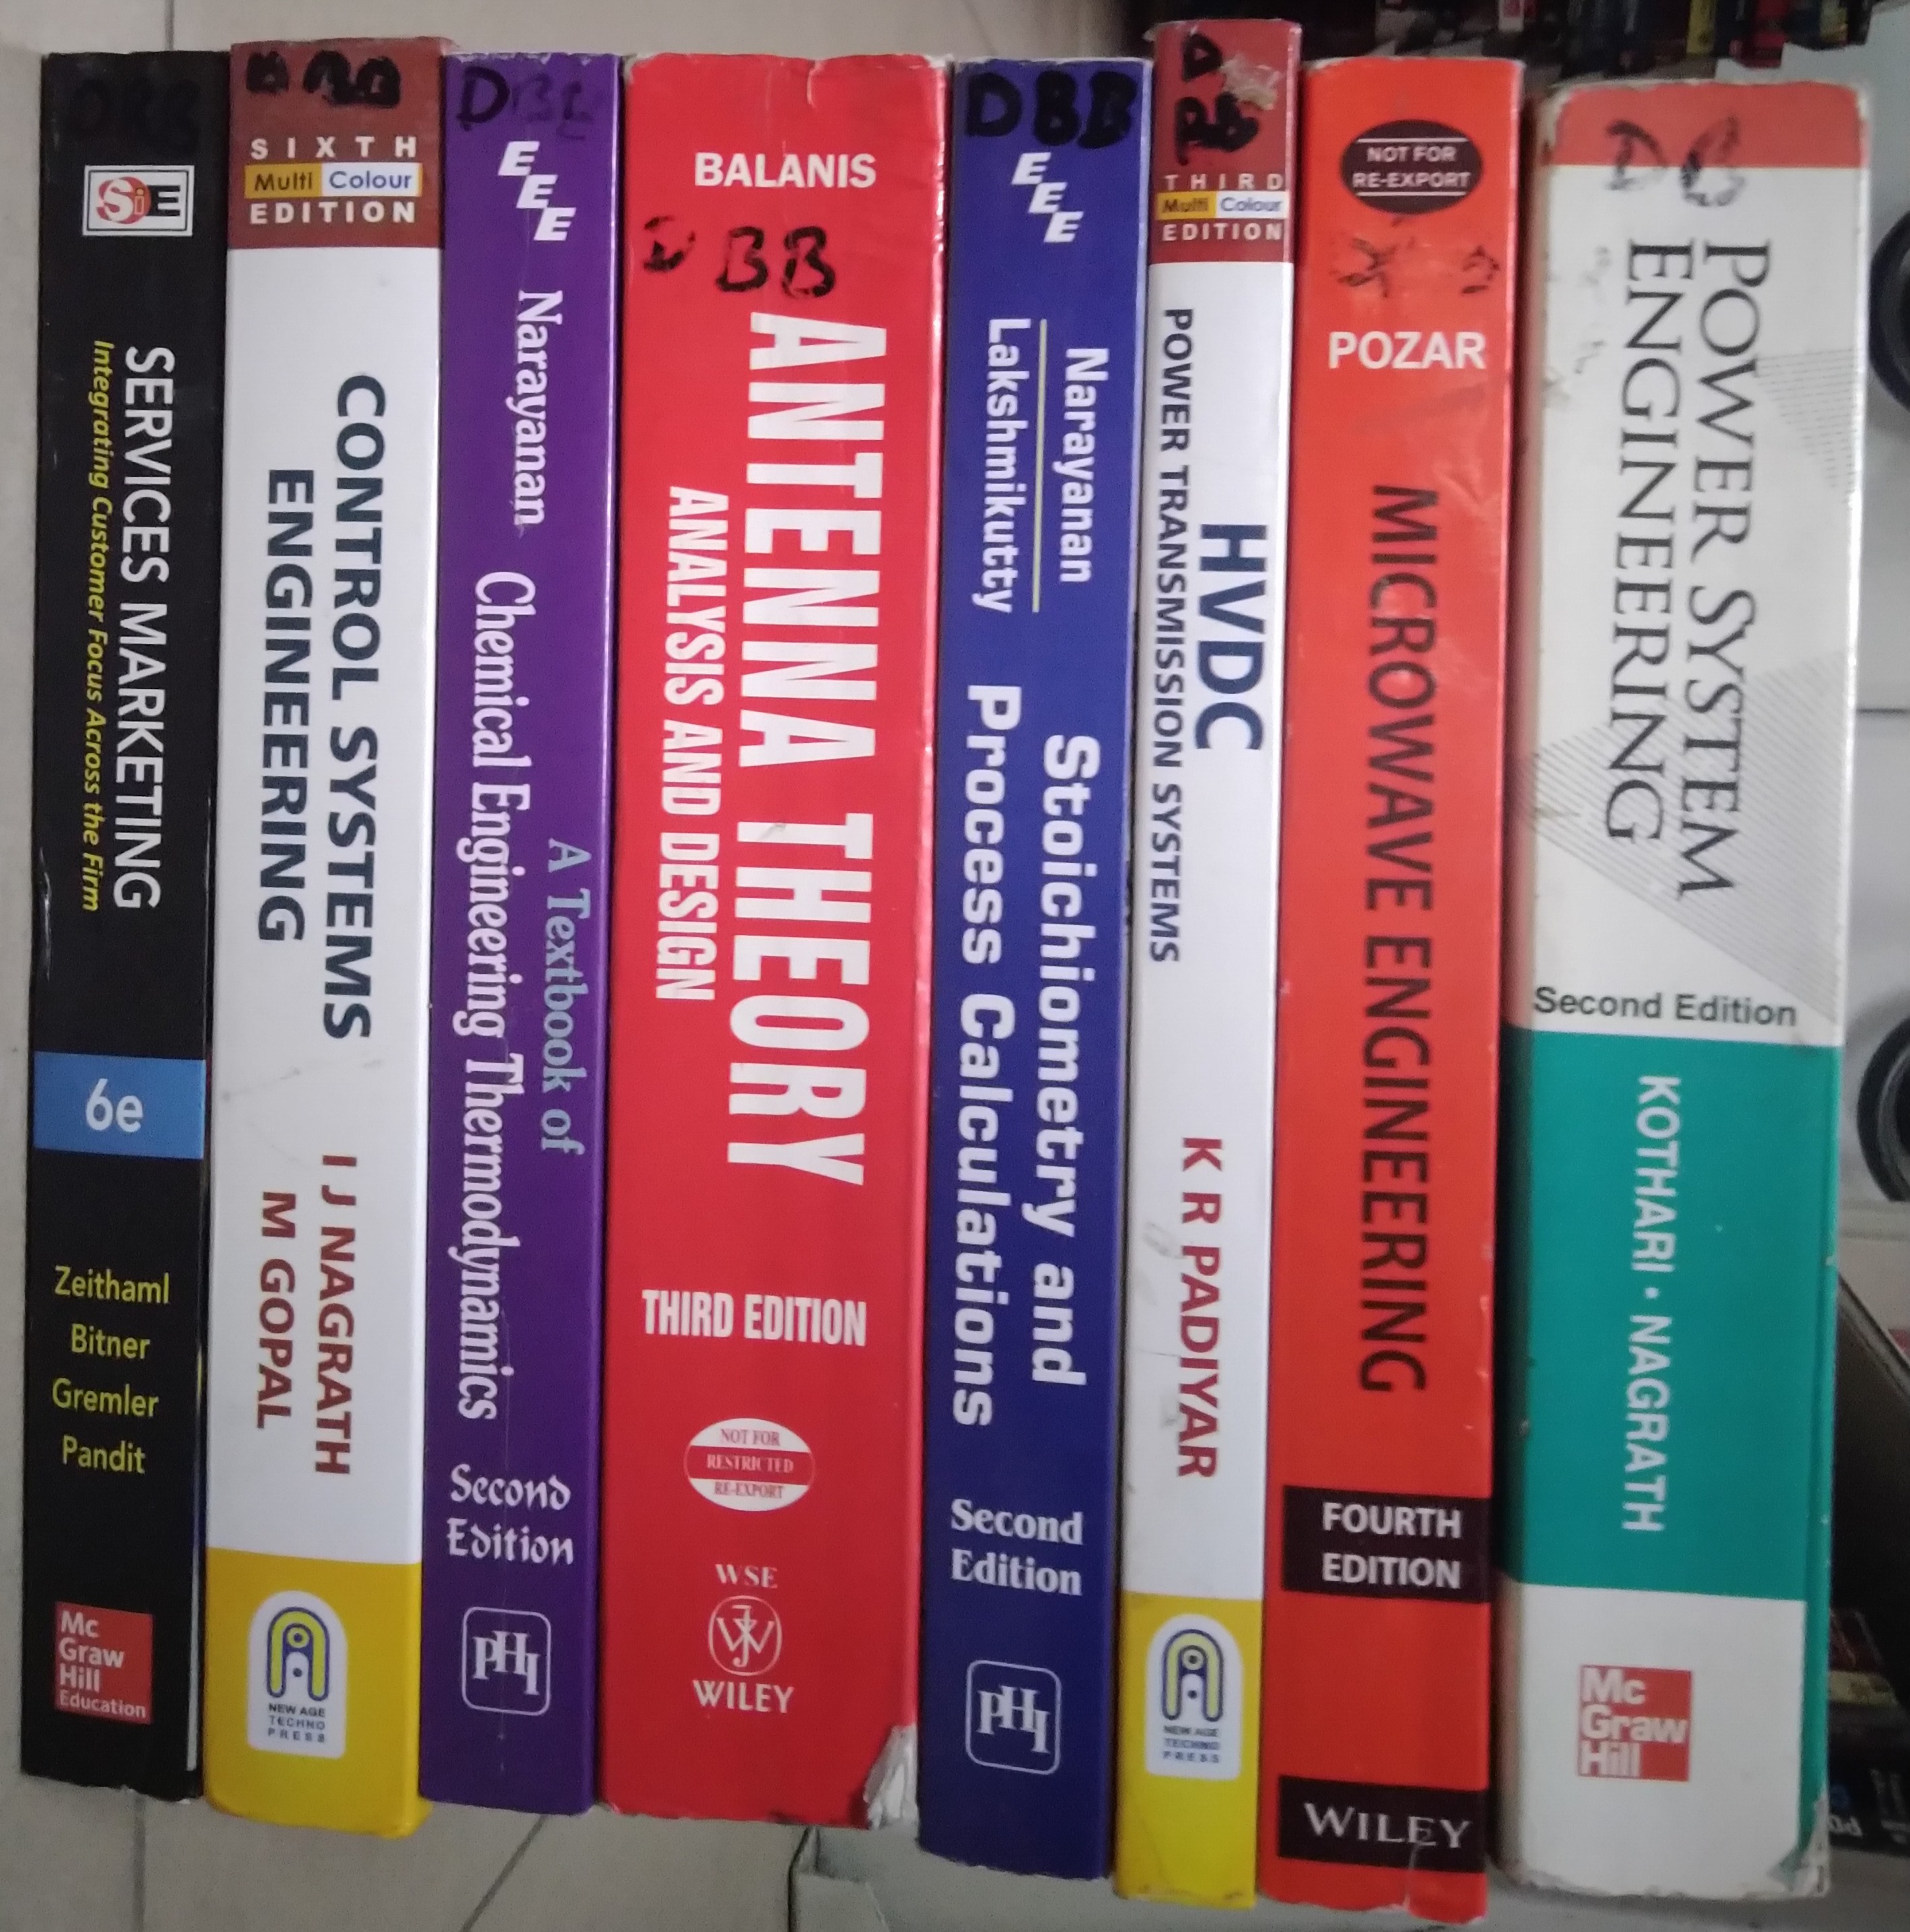 DBB
SiE
SERVICES MARKETING
Integrating Customer Focus Across the Firm
6e
Zeithaml
Bitner
Gremler
Pandit
Mc
Graw
Hill
Education
DBB
SIXTH
Multi Colour
EDITION
CONTROL SYSTEMS
ENGINEERING
I J NAGRATH
M GOPAL
NEW AGE
TECHNO
PRESS
DBB
EEE
Narayanan
A Textbook of
Chemical Engineering Thermodynamics
Second
Edition
PHI
BALANIS
DBB
ANTENNA THEORY
ANALYSIS AND DESIGN
THIRD EDITION
NOT FOR
RESTRICTED
RE-EXPORT
WSE
WILEY
DBB
EEE
Narayanan
Lakshmikutty
Stoichiometry and
Process Calculations
Second
Edition
PHI
THIRD
Multi Colour
EDITION
HVDC
POWER TRANSMISSION SYSTEMS
K R PADIYAR
NEW AGE
TECHNO
PRESS
NOT FOR
RE-EXPORT
POZAR
MICROWAVE ENGINEERING
FOURTH
EDITION
WILEY
POWER SYSTEM
ENGINEERING
Second Edition
KOTHARI • NAGRATH
Mc
Graw
Hill